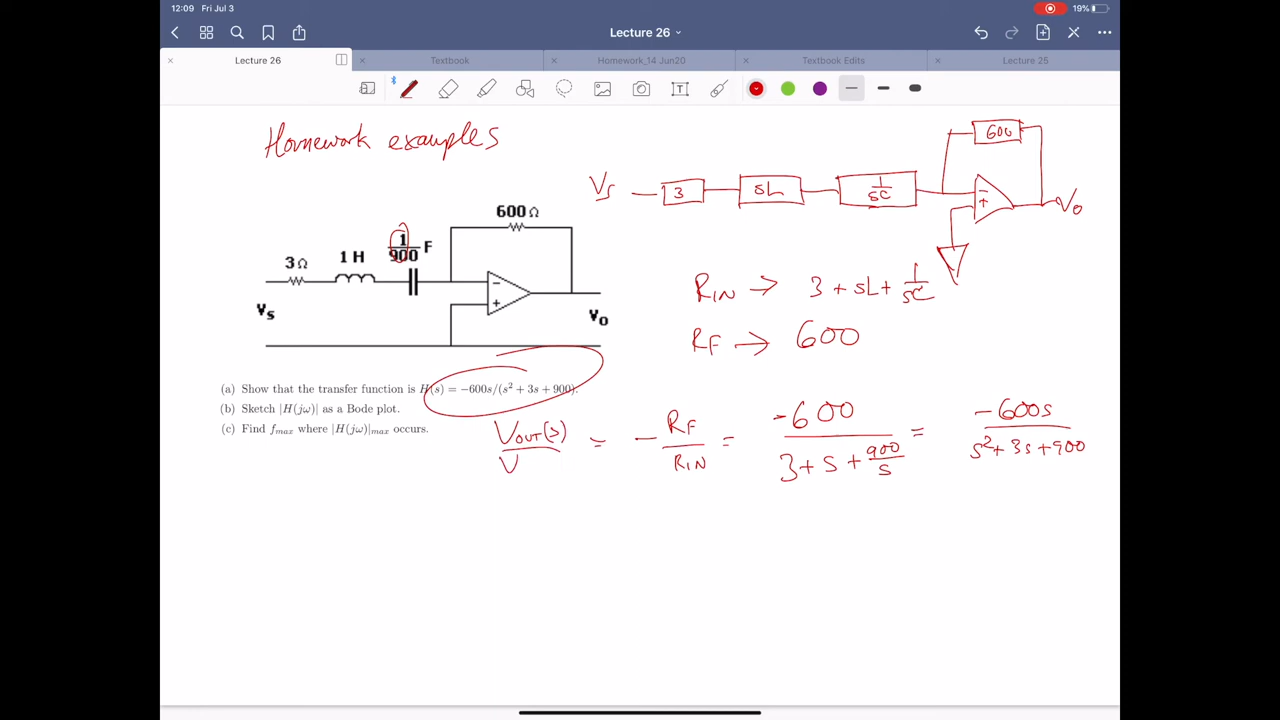 12:09 Fri Jul 3
19%
Lecture 26
Lecture 26
Textbook
Homework_14 Jun20
Textbook Edits
Lecture 25
T
Homework examples
600
Vs
3
sL
1/sC
−
+
Vo
600 Ω
3 Ω
1 H
1/900 F
−
+
Vs
Vo
RIN → 3 + sL + 1/sC
RF → 600
(a) Show that the transfer function is H(s) = −600s/(s² + 3s + 900).
(b) Sketch |H(jω)| as a Bode plot.
(c) Find fmax where |H(jω)|max occurs.
VOUT(s)/V = − RF/RIN = −600/(3 + s + 900/s) = −600s/(s² + 3s + 900)